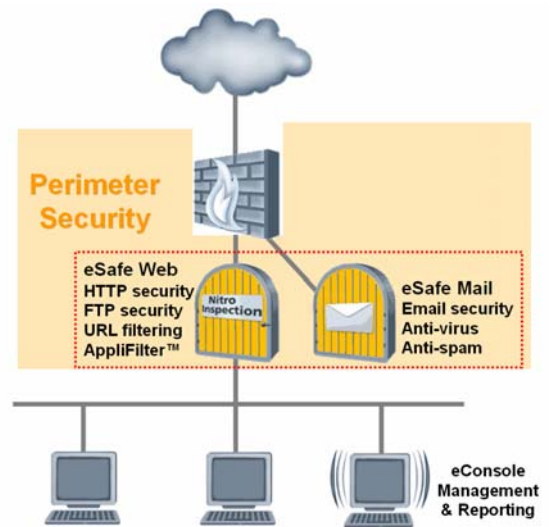 Perimeter
Security
eSafe Web
HTTP security
FTP security
URL filtering
AppliFilter™
Nitro
Inspection
eSafe Mail
Email security
Anti-virus
Anti-spam
eConsole
Management
& Reporting